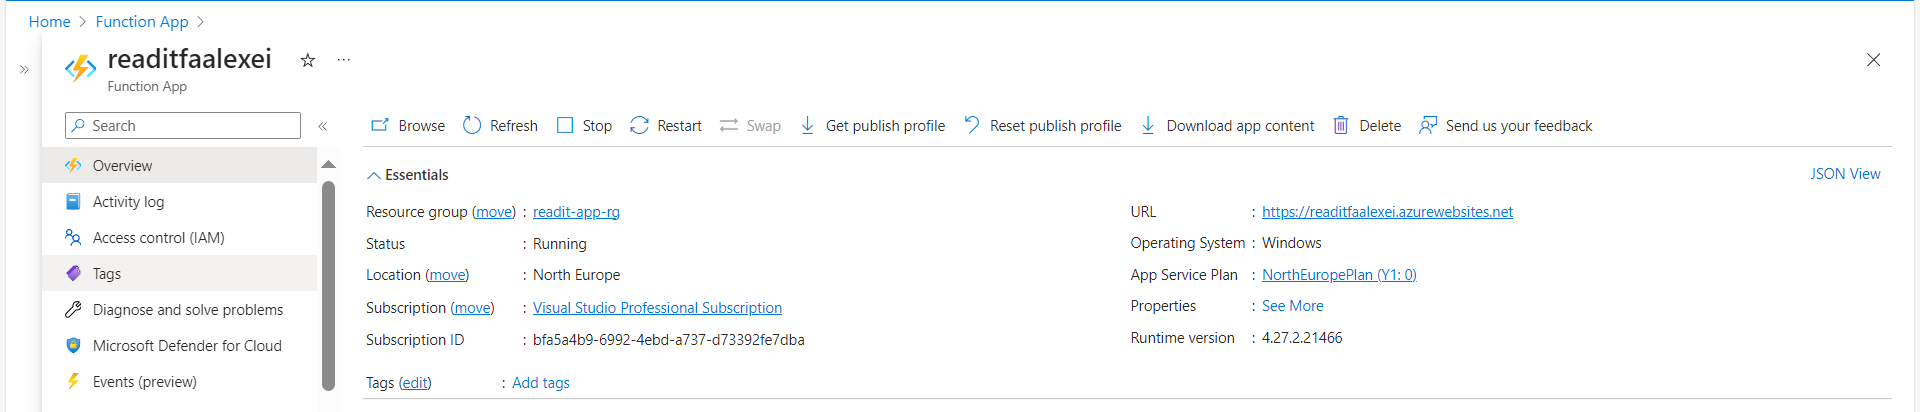 Home > Function App >
»
readitfaalexei ☆ ···
Function App
Search «
Browse Refresh Stop Restart Swap Get publish profile Reset publish profile Download app content Delete Send us your feedback
Overview
Activity log
Access control (IAM)
Tags
Diagnose and solve problems
Microsoft Defender for Cloud
Events (preview)
Essentials JSON View
Resource group (move) : readit-app-rg
Status : Running
Location (move) : North Europe
Subscription (move) : Visual Studio Professional Subscription
Subscription ID : bfa5a4b9-6992-4ebd-a737-d73392fe7dba
Tags (edit) : Add tags
URL : https://readitfaalexei.azurewebsites.net
Operating System : Windows
App Service Plan : NorthEuropePlan (Y1: 0)
Properties : See More
Runtime version : 4.27.2.21466